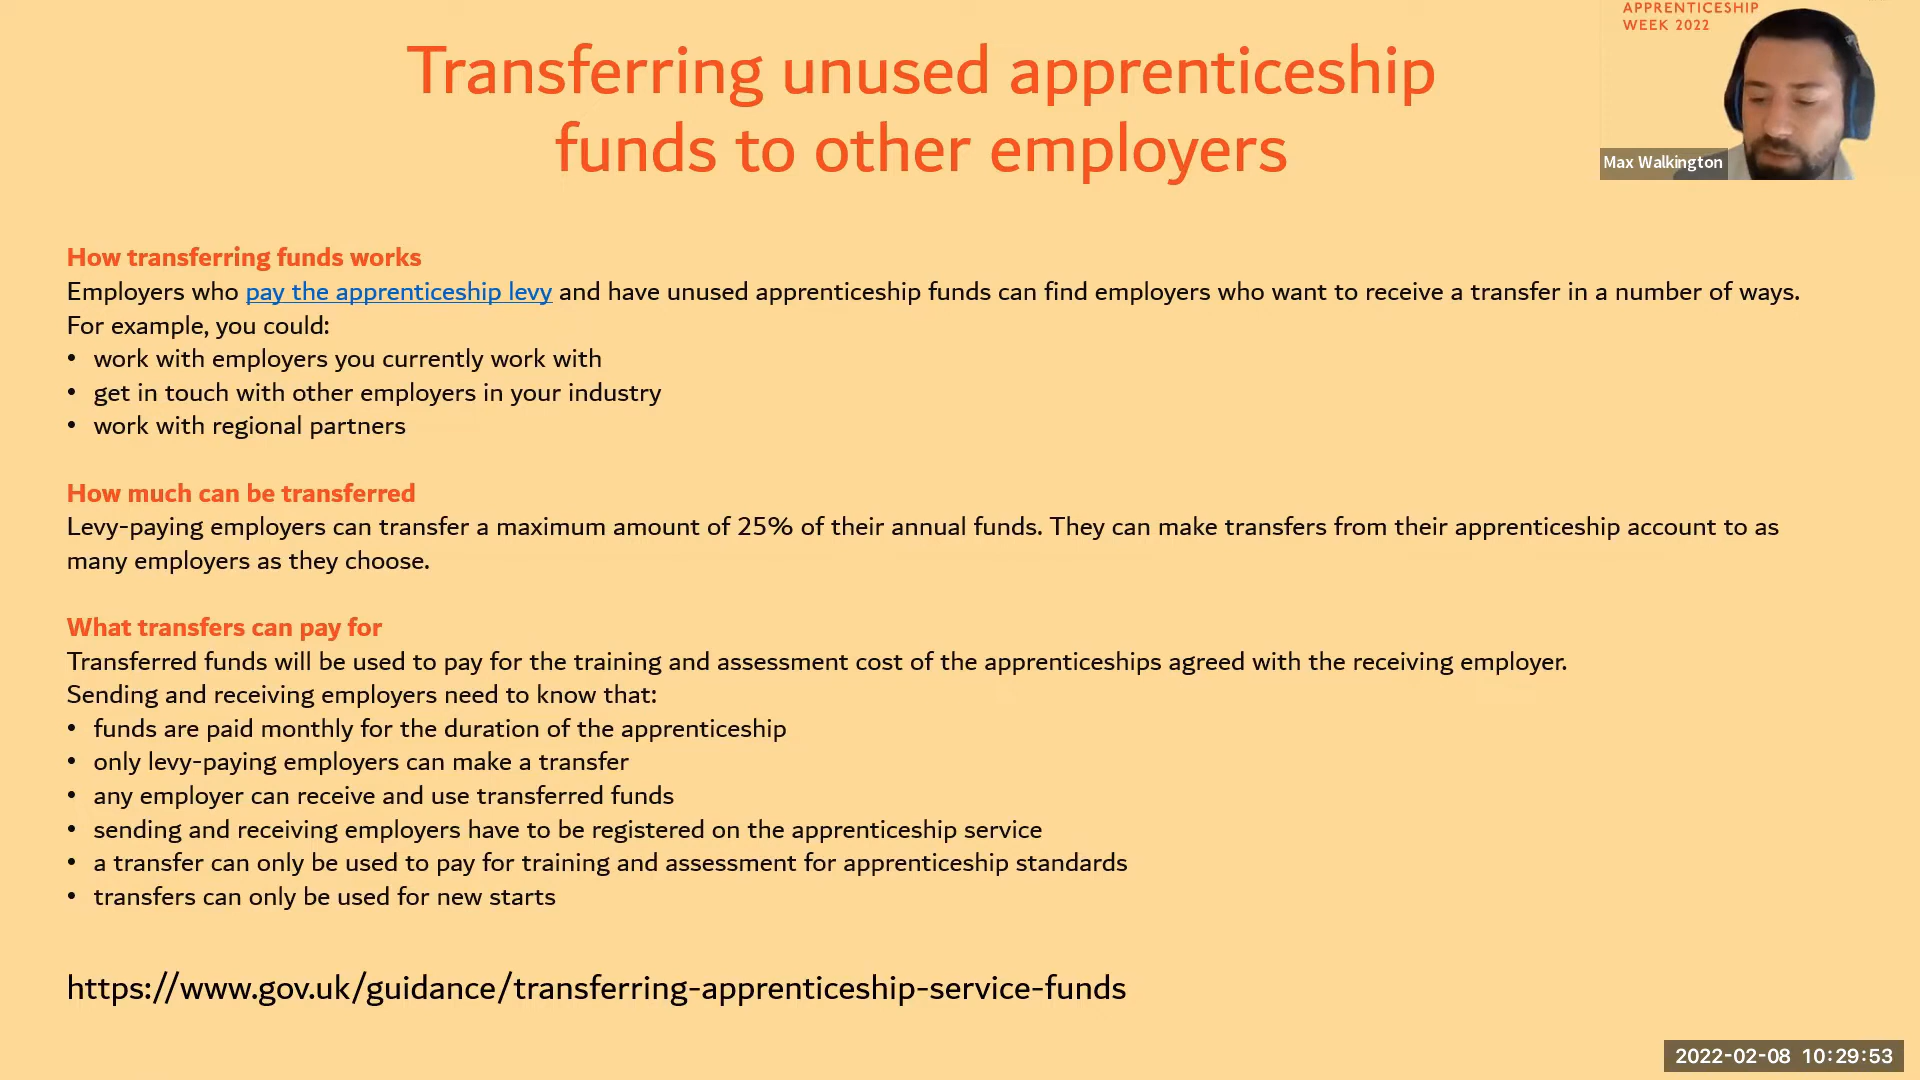 APPRENTICESHIP
WEEK 2022
Transferring unused apprenticeship
funds to other employers
Max Walkington
How transferring funds works
Employers who pay the apprenticeship levy and have unused apprenticeship funds can find employers who want to receive a transfer in a number of ways.
For example, you could:
• work with employers you currently work with
• get in touch with other employers in your industry
• work with regional partners
How much can be transferred
Levy-paying employers can transfer a maximum amount of 25% of their annual funds. They can make transfers from their apprenticeship account to as
many employers as they choose.
What transfers can pay for
Transferred funds will be used to pay for the training and assessment cost of the apprenticeships agreed with the receiving employer.
Sending and receiving employers need to know that:
• funds are paid monthly for the duration of the apprenticeship
• only levy-paying employers can make a transfer
• any employer can receive and use transferred funds
• sending and receiving employers have to be registered on the apprenticeship service
• a transfer can only be used to pay for training and assessment for apprenticeship standards
• transfers can only be used for new starts
https://www.gov.uk/guidance/transferring-apprenticeship-service-funds
2022-02-08 10:29:53